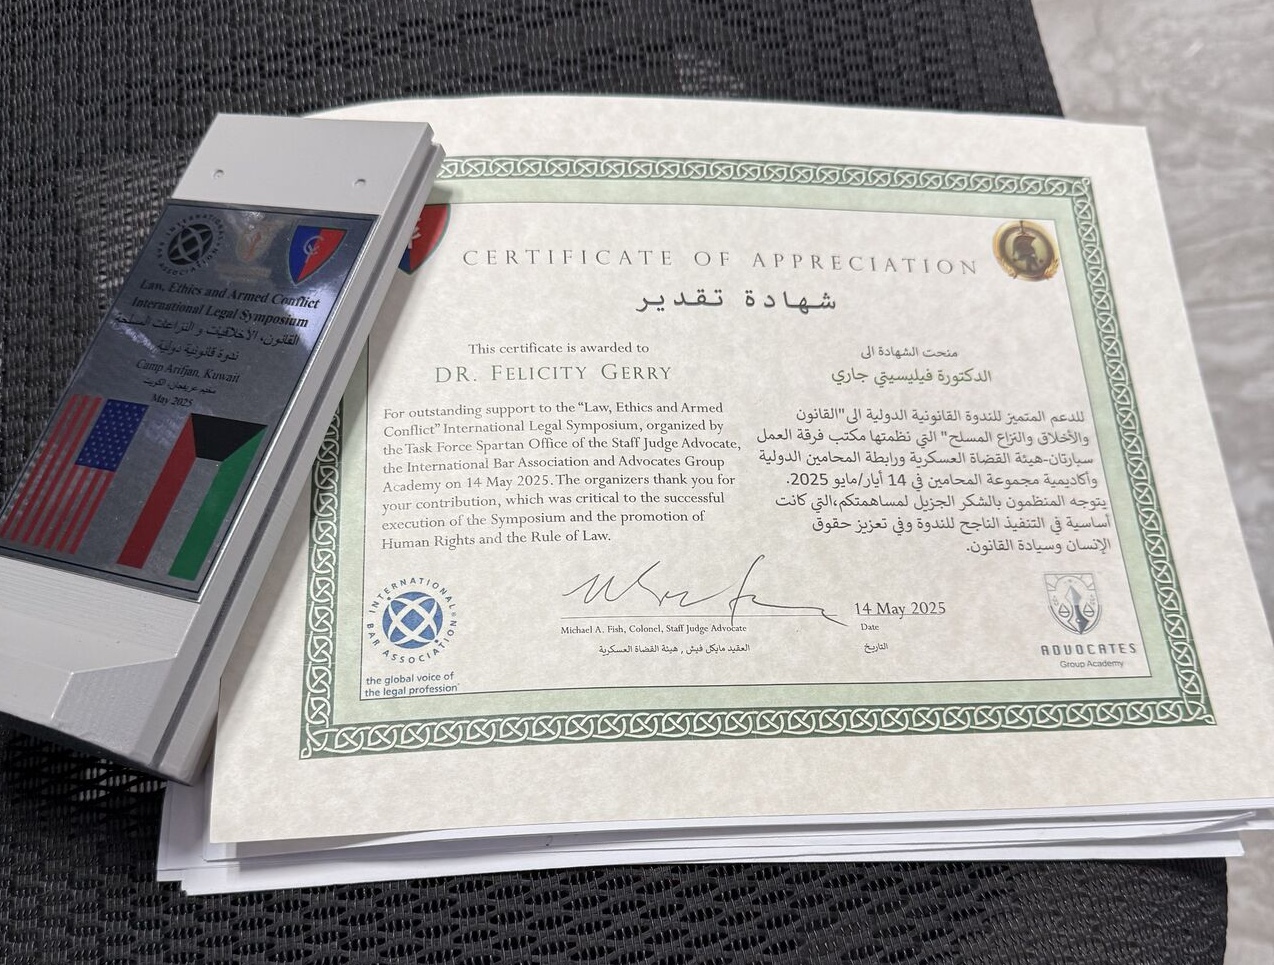 INTERNATIONAL BAR ASSOCIATION
Law, Ethics and Armed Conflict
International Legal Symposium
القانون، الأخلاقيات و النزاعات المسلحة
ندوة قانونية دولية
Camp Arifjan, Kuwait
مخيم عريفجان، الكويت
May 2025
CERTIFICATE OF APPRECIATION
شهادة تقدير
This certificate is awarded to
DR. FELICITY GERRY
For outstanding support to the “Law, Ethics and Armed
Conflict” International Legal Symposium, organized by
the Task Force Spartan Office of the Staff Judge Advocate,
the International Bar Association and Advocates Group
Academy on 14 May 2025. The organizers thank you for
your contribution, which was critical to the successful
execution of the Symposium and the promotion of
Human Rights and the Rule of Law.
منحت الشهادة الى
الدكتورة فيليسيتي جاري
للدعم المتميز للندوة القانونية الدولية الى"القانون
والأخلاق والنزاع المسلح" التي نظمتها مكتب فرقة العمل
سبارتان-هيئة القضاة العسكرية ورابطة المحامين الدولية
وأكاديمية مجموعة المحامين في 14 أيار/مايو 2025.
يتوجه المنظمون بالشكر الجزيل لمساهمتكم،التي كانت
أساسية في التنفيذ الناجح للندوة وفي تعزيز حقوق
الإنسان وسيادة القانون.
INTERNATIONAL BAR ASSOCIATION
the global voice of
the legal profession
Michael A. Fish, Colonel, Staff Judge Advocate
العقيد مايكل فيش , هيئة القضاة العسكرية
14 May 2025
Date
التاريخ
ADVOCATES
Group Academy